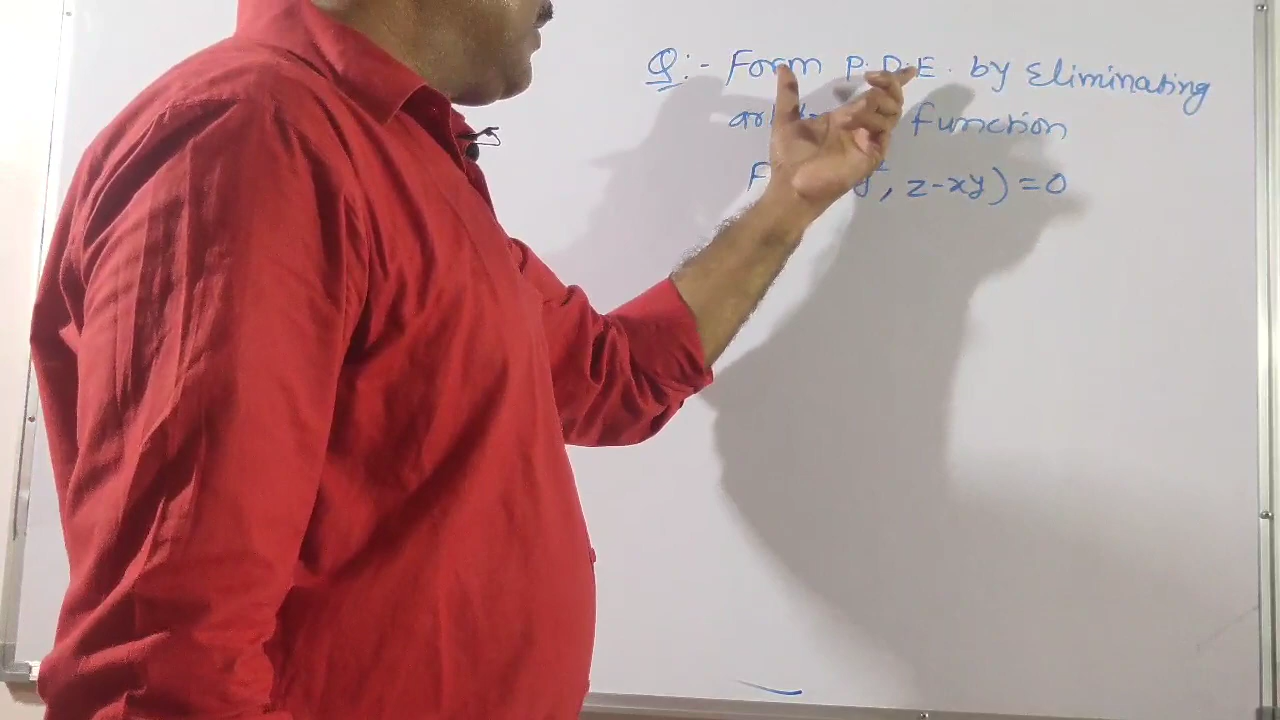 Q:- Form P.D.E. by Eliminating
function
F y , z-xy) = 0